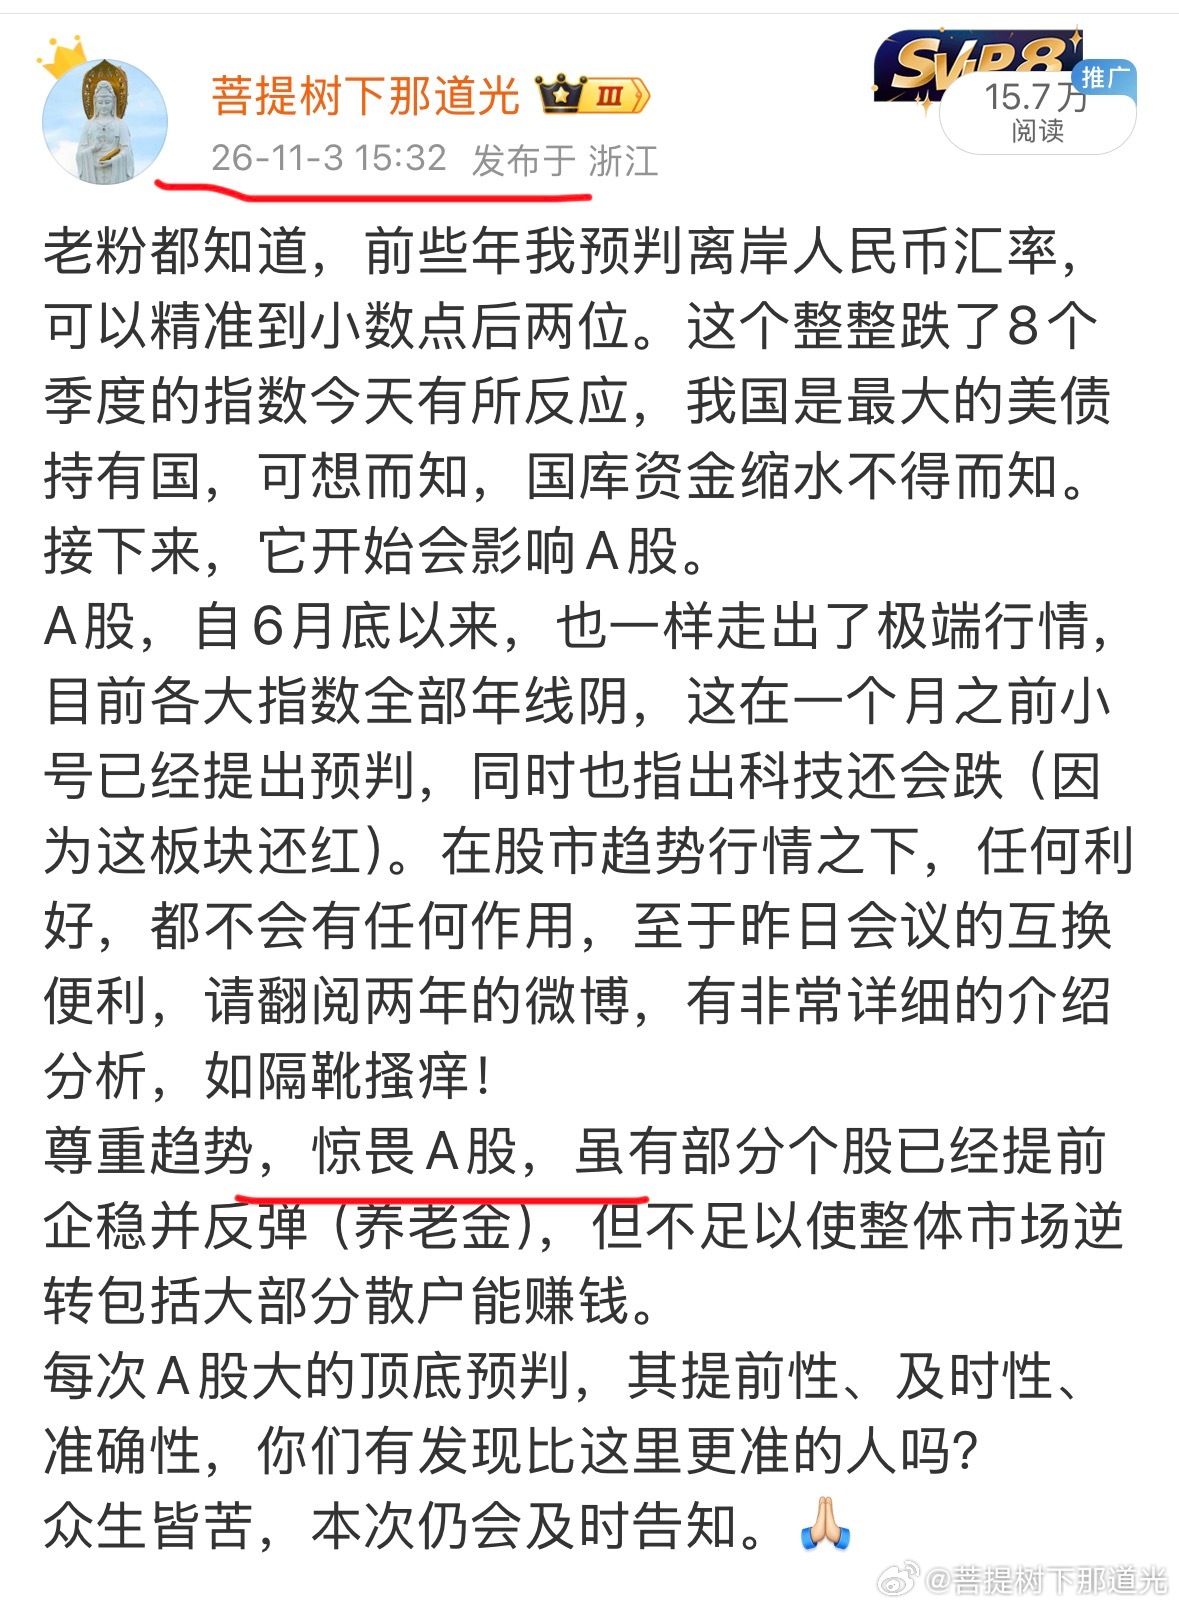 菩提树下那道光 III
SVIP8
推广
15.7万
阅读
26-11-3 15:32 发布于 浙江
老粉都知道，前些年我预判离岸人民币汇率，
可以精准到小数点后两位。这个整整跌了8个
季度的指数今天有所反应，我国是最大的美债
持有国，可想而知，国库资金缩水不得而知。
接下来，它开始会影响A股。
A股，自6月底以来，也一样走出了极端行情，
目前各大指数全部年线阴，这在一个月之前小
号已经提出预判，同时也指出科技还会跌（因
为这板块还红）。在股市趋势行情之下，任何利
好，都不会有任何作用，至于昨日会议的互换
便利，请翻阅两年的微博，有非常详细的介绍
分析，如隔靴搔痒！
尊重趋势，惊畏A股，虽有部分个股已经提前
企稳并反弹（养老金），但不足以使整体市场逆
转包括大部分散户能赚钱。
每次A股大的顶底预判，其提前性、及时性、
准确性，你们有发现比这里更准的人吗？
众生皆苦，本次仍会及时告知。🙏🏻
@菩提树下那道光